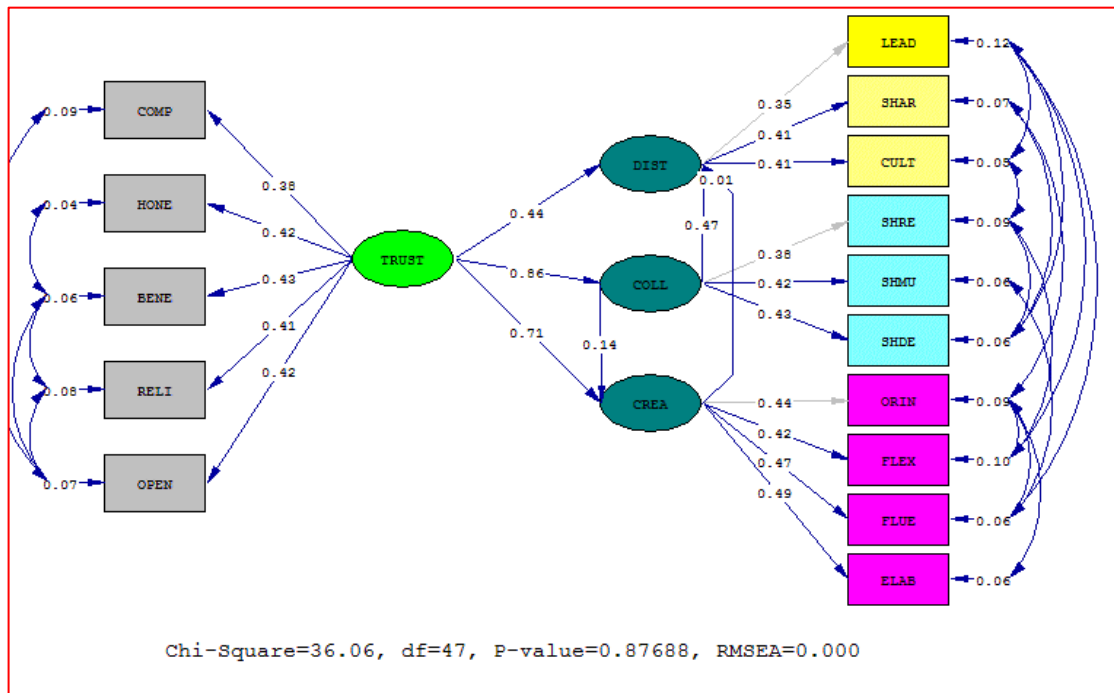 LEAD
0.12
COMP
0.09
SHAR
0.07
0.35
0.41
DIST
0.41
CULT
0.05
0.38
0.01
HONE
0.04
0.44
0.47
0.38
SHRE
0.09
0.42
TRUST
0.86
COLL
0.42
SHMU
0.06
BENE
0.06
0.43
0.43
SHDE
0.06
0.41
0.71
0.14
RELI
0.08
0.42
CREA
0.44
ORIN
0.09
0.42
FLEX
0.10
0.47
OPEN
0.07
0.49
FLUE
0.06
ELAB
0.06
Chi-Square=36.06, df=47, P-value=0.87688, RMSEA=0.000